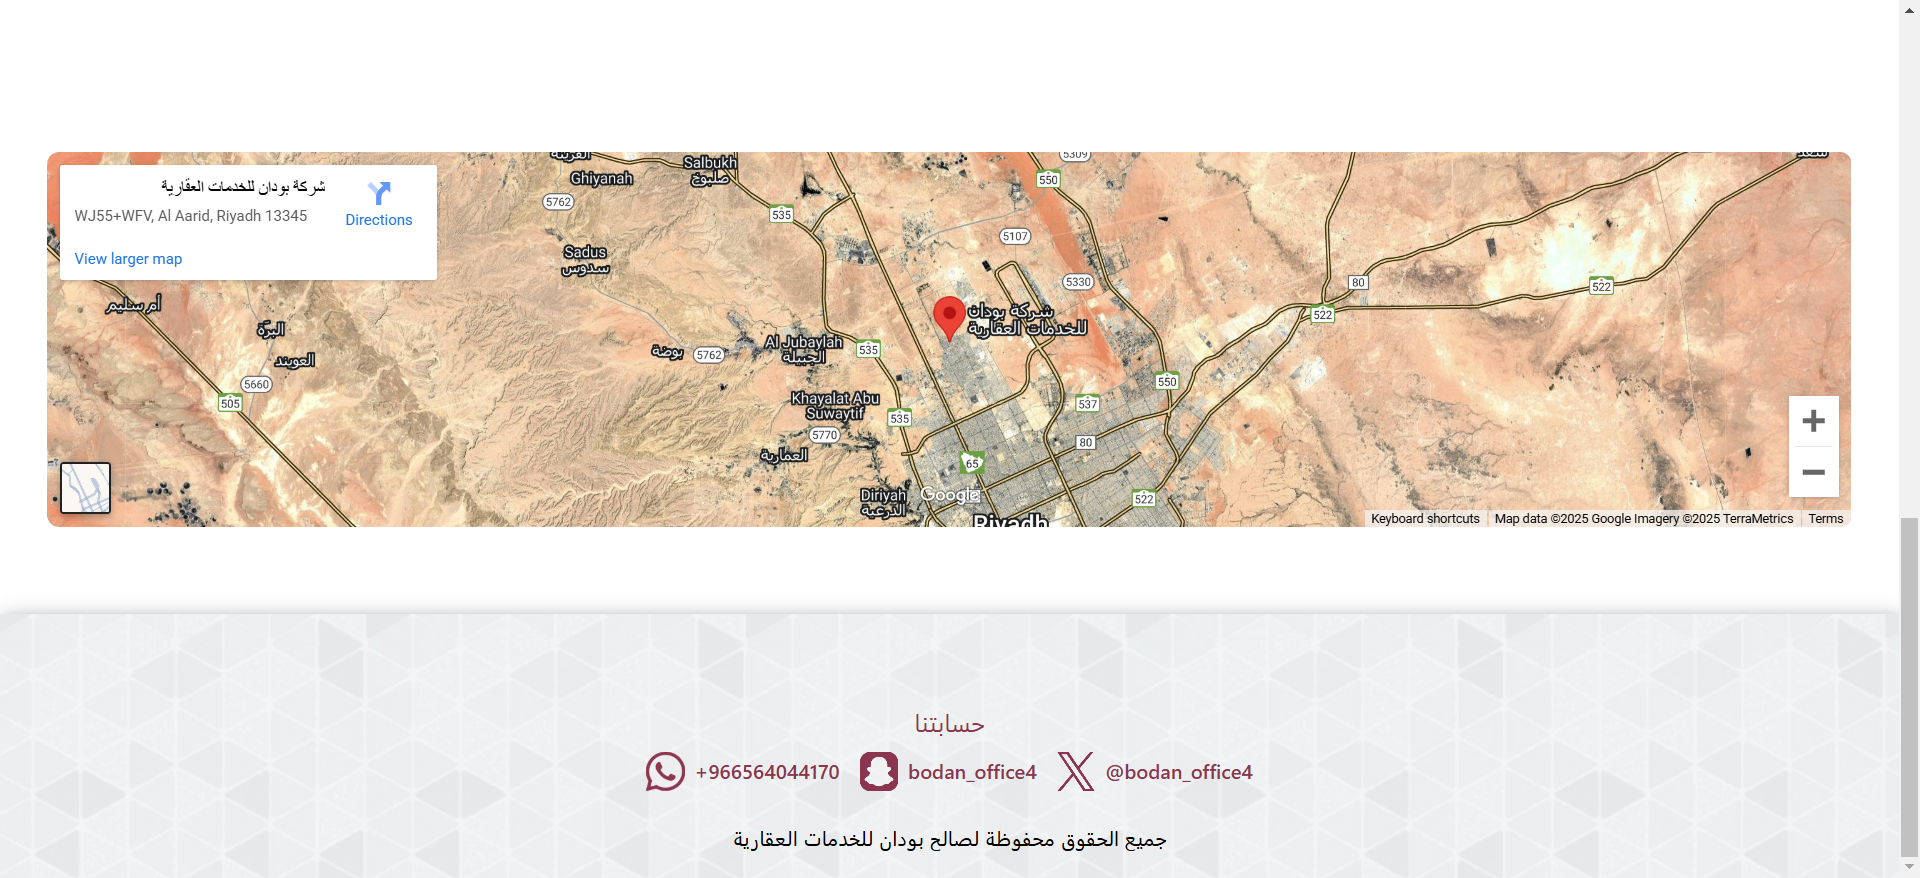 شركة بودان للخدمات العقارية
WJ55+WFV, Al Aarid, Riyadh 13345
Directions
View larger map
القرينة
Salbukh
صلبوخ
Ghiyanah
5762
535
5309
550
5107
Sadus
سدوس
5330
80
522
522
أم سليم
البرّة
العويند
بوضة
5762
Al Jubaylah
الجبيلة
535
شركة بودان
للخدمات العقارية
5660
505
Khayalat Abu
Suwaytif
535
550
537
5770
العمارية
80
65
Diriyah
الدرعية
Google
522
Riyadh
Keyboard shortcuts
Map data ©2025 Google Imagery ©2025 TerraMetrics
Terms
حسابتنا
+966564044170
bodan_office4
@bodan_office4
جميع الحقوق محفوظة لصالح بودان للخدمات العقارية